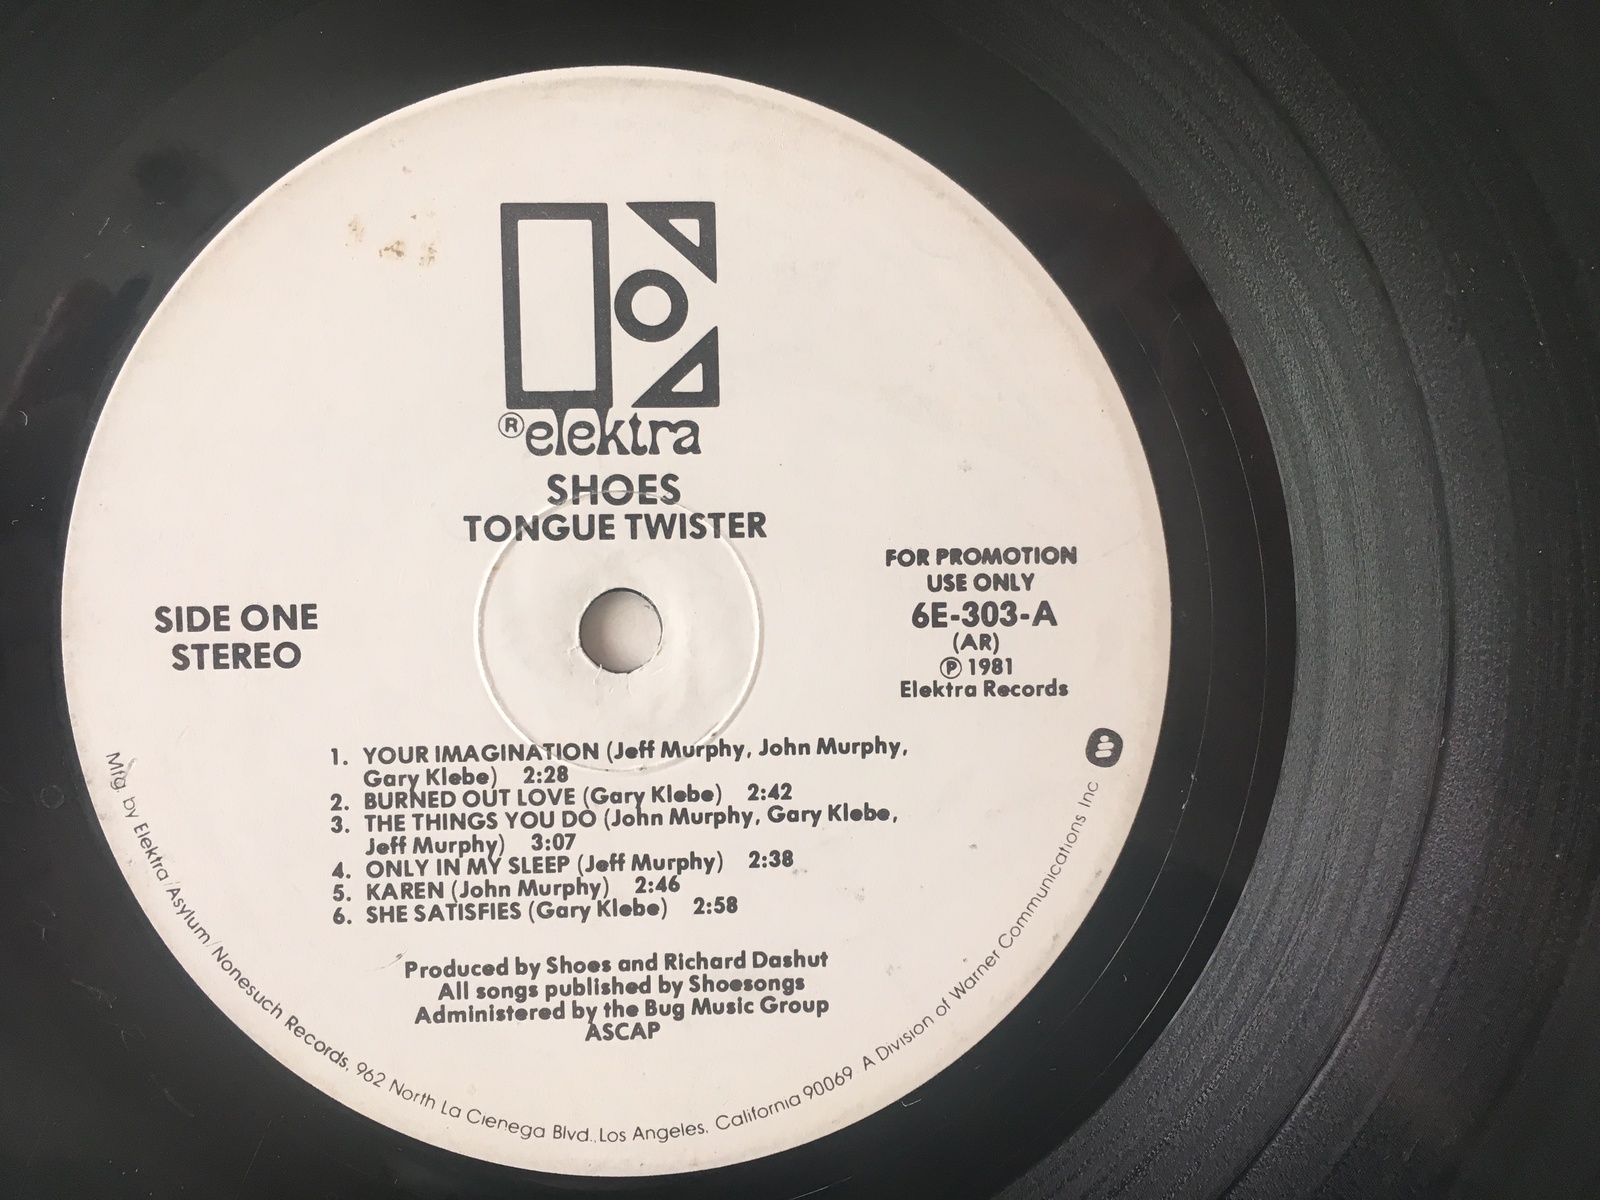 ® elektra
SHOES
TONGUE TWISTER
SIDE ONE
STEREO
FOR PROMOTION
USE ONLY
6E-303-A
(AR)
℗ 1981
Elektra Records
1. YOUR IMAGINATION (Jeff Murphy, John Murphy,
Gary Klebe) 2:28
2. BURNED OUT LOVE (Gary Klebe) 2:42
3. THE THINGS YOU DO (John Murphy, Gary Klebe,
Jeff Murphy) 3:07
4. ONLY IN MY SLEEP (Jeff Murphy) 2:38
5. KAREN (John Murphy) 2:46
6. SHE SATISFIES (Gary Klebe) 2:58
Produced by Shoes and Richard Dashut
All songs published by Shoesongs
Administered by the Bug Music Group
ASCAP
Mfg. by Elektra/Asylum/Nonesuch Records, 962 North La Cienega Blvd., Los Angeles. California 90069 A Division of Warner Communications Inc